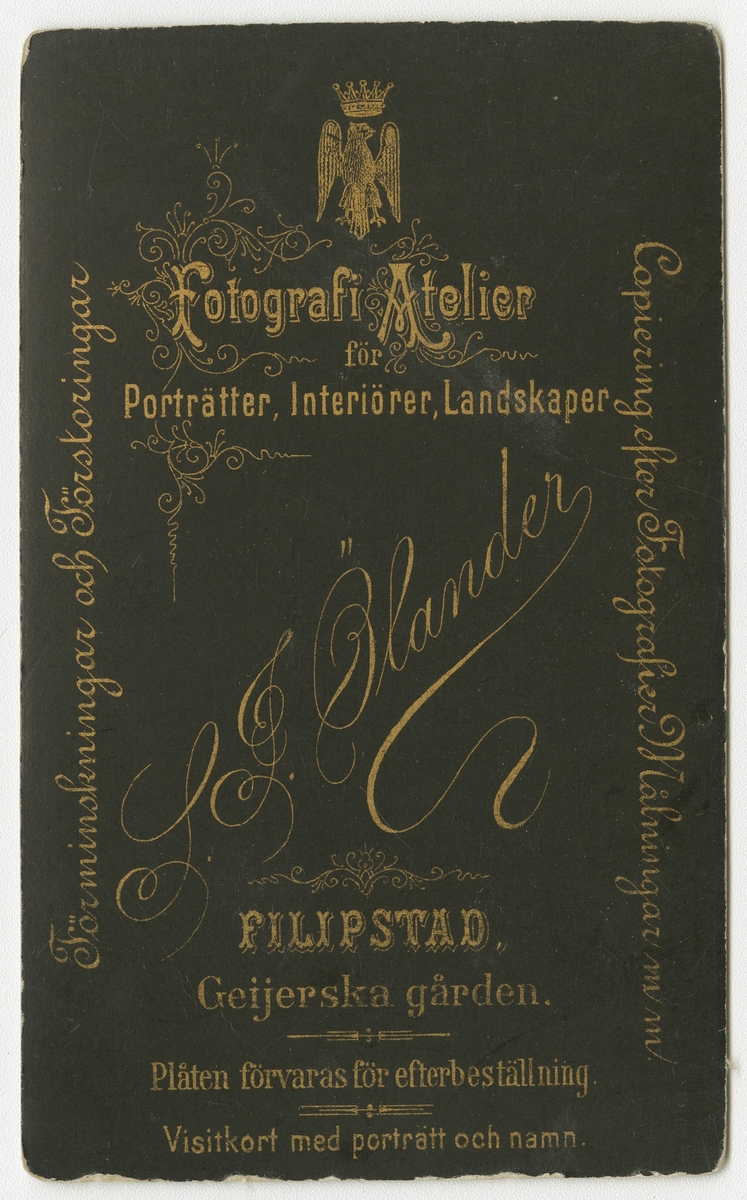 Fotografi Atelier
för
Porträtter, Interiörer, Landskaper
Förminskningar och Förstoringar
Copiering efter Fotografier Målningar m m
S. J. Ölander
FILIPSTAD,
Geijerska gården.
Plåten förvaras för efterbeställning.
Visitkort med porträtt och namn.